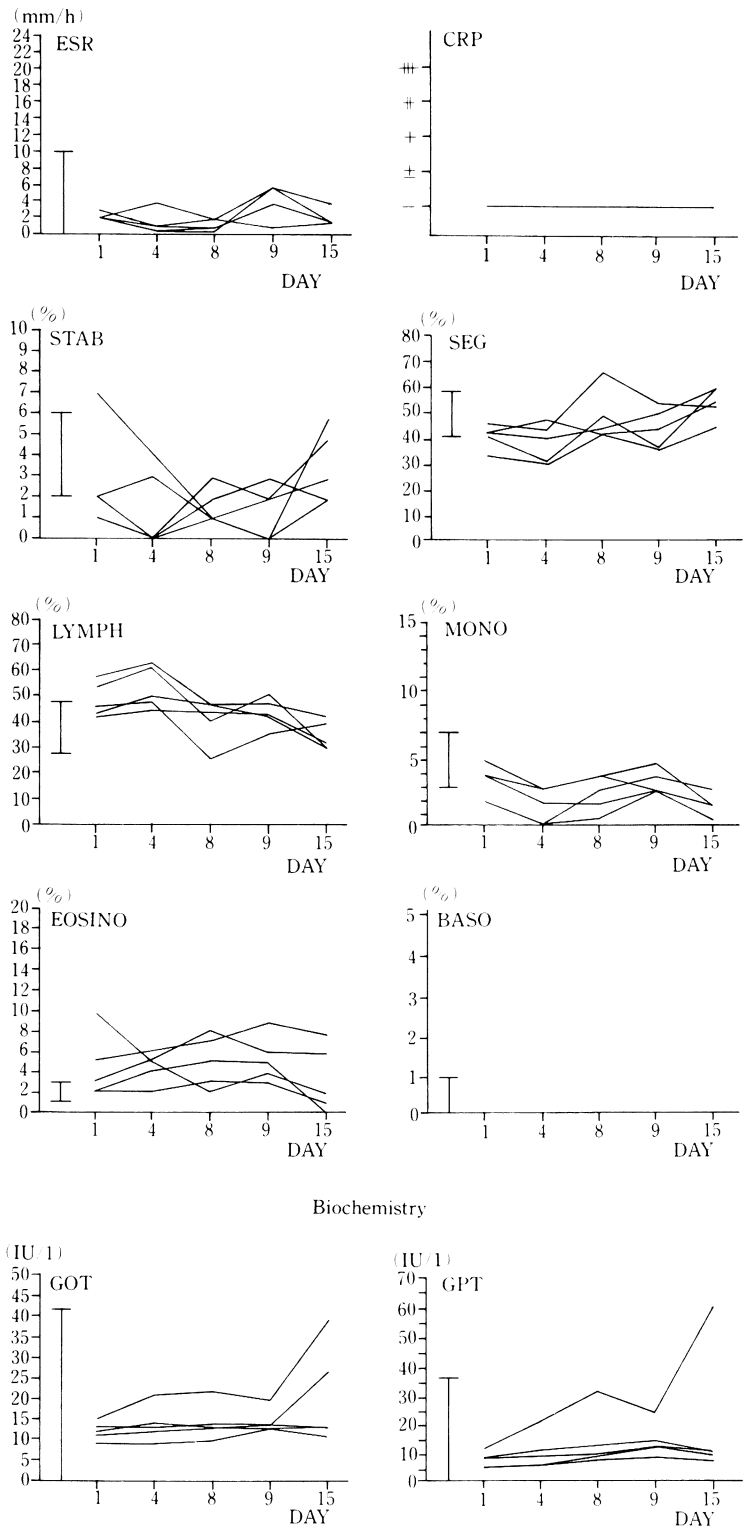 (mm/h)
ESR
24
22
20
18
16
14
12
10
8
6
4
2
0
1 4 8 9 15
DAY
CRP
⧻
⧺
+
±
−
1 4 8 9 15
DAY
(%)
STAB
10
9
8
7
6
5
4
3
2
1
0
1 4 8 9 15
DAY
(%)
SEG
80
70
60
50
40
30
20
10
0
1 4 8 9 15
DAY
(%)
LYMPH
80
70
60
50
40
30
20
10
0
1 4 8 9 15
DAY
(%)
MONO
15
10
5
0
1 4 8 9 15
DAY
(%)
EOSINO
20
18
16
14
12
10
8
6
4
2
0
1 4 8 9 15
DAY
(%)
BASO
5
4
3
2
1
0
1 4 8 9 15
DAY
Biochemistry
(IU/1)
GOT
50
45
40
35
30
25
20
15
10
5
0
1 4 8 9 15
DAY
(IU/1)
GPT
70
60
50
40
30
20
10
0
1 4 8 9 15
DAY